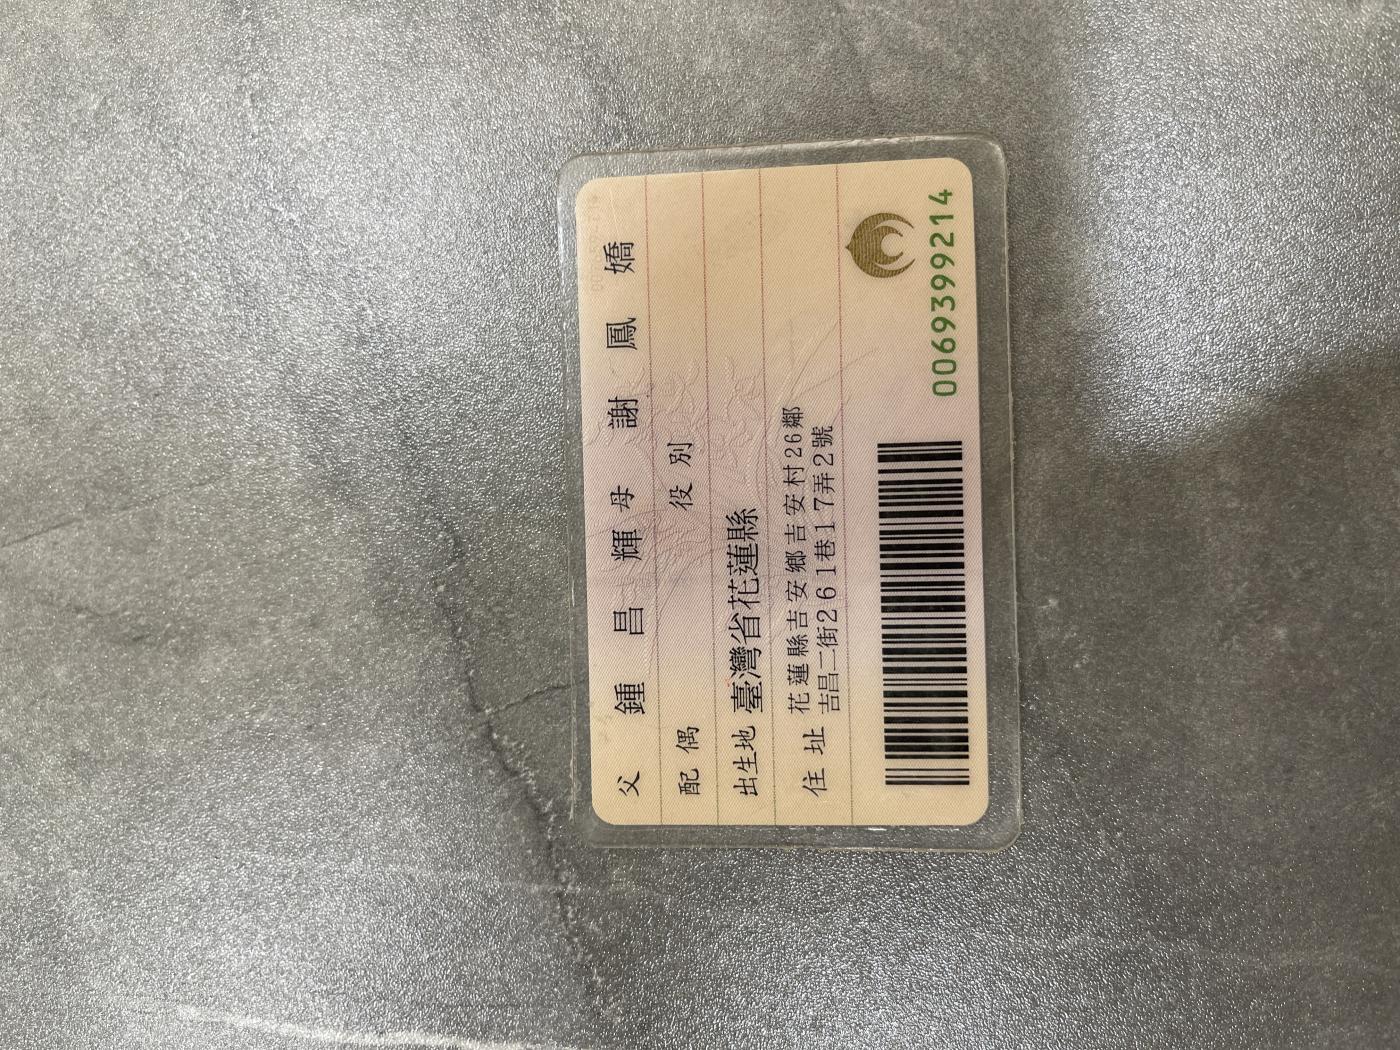 父 鍾昌輝 母 謝鳳嬌
配偶 役別
出生地 臺灣省花蓮縣
住址 花蓮縣吉安鄉吉安村26鄰
吉昌二街261巷17弄2號
0069399214